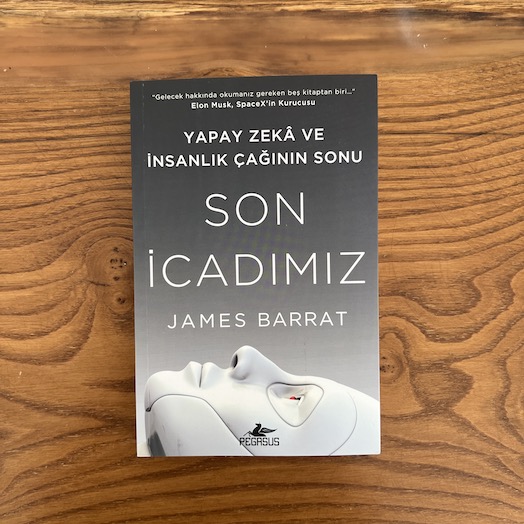 "Gelecek hakkında okumanız gereken beş kitaptan biri..."
Elon Musk, SpaceX'in Kurucusu
YAPAY ZEKÂ VE
İNSANLIK ÇAĞININ SONU
SON
İCADIMIZ
JAMES BARRAT
PEGASUS